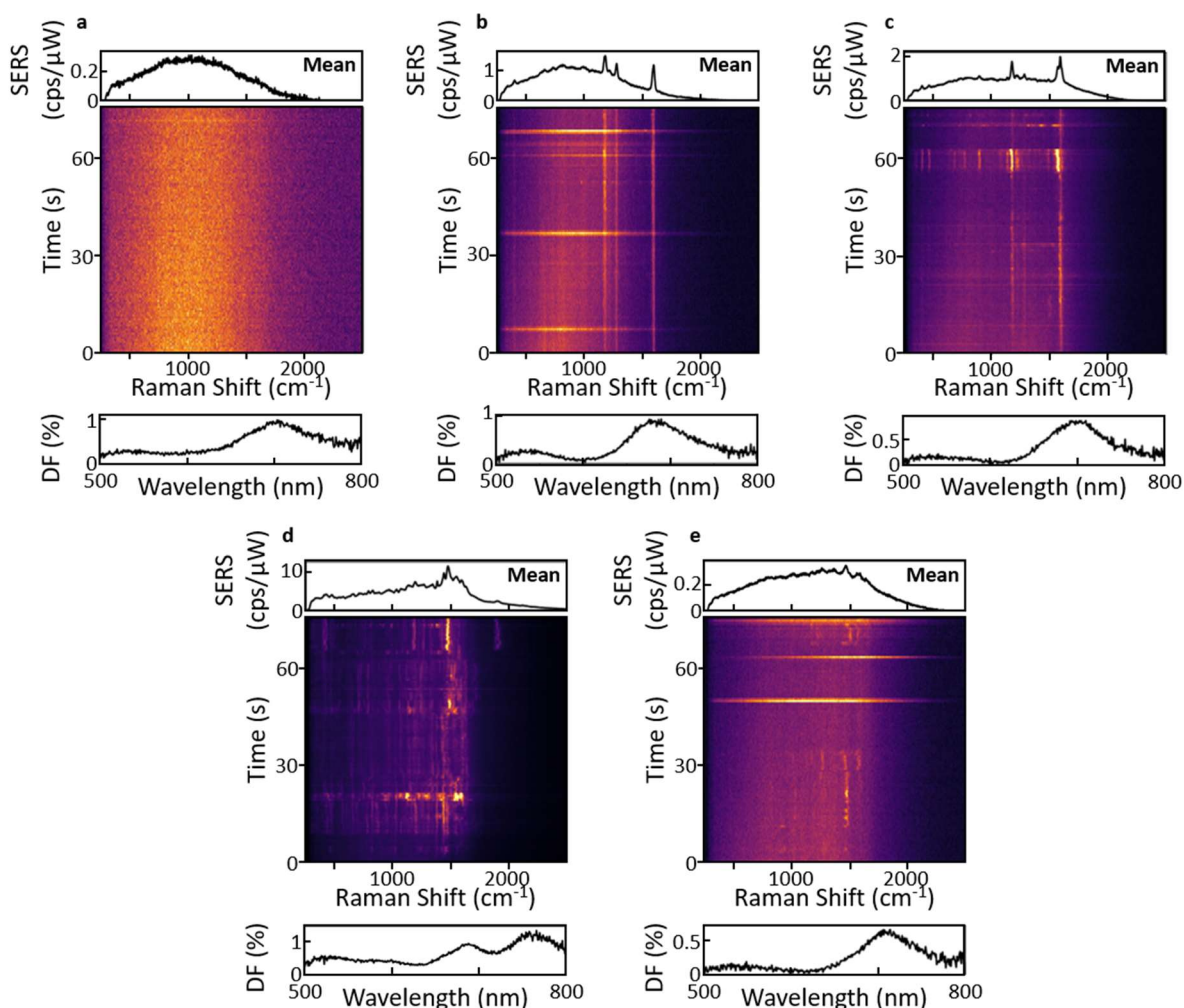 a
b
c
SERS
(cps/μW)
0.2
0
Mean
SERS
(cps/μW)
1
0
Mean
SERS
(cps/μW)
2
0
Mean
Time (s)
60
30
0
1000
2000
Raman Shift (cm-1)
Time (s)
60
30
0
1000
2000
Raman Shift (cm-1)
Time (s)
60
30
0
1000
2000
Raman Shift (cm-1)
DF (%)
1
0
500
Wavelength (nm)
800
DF (%)
1
0
500
Wavelength (nm)
800
DF (%)
0.5
0
500
Wavelength (nm)
800
d
e
SERS
(cps/μW)
10
0
Mean
SERS
(cps/μW)
0.2
0
Mean
Time (s)
60
30
0
1000
2000
Raman Shift (cm-1)
Time (s)
60
30
0
1000
2000
Raman Shift (cm-1)
DF (%)
1
0
500
Wavelength (nm)
800
DF (%)
0.5
0
500
Wavelength (nm)
800